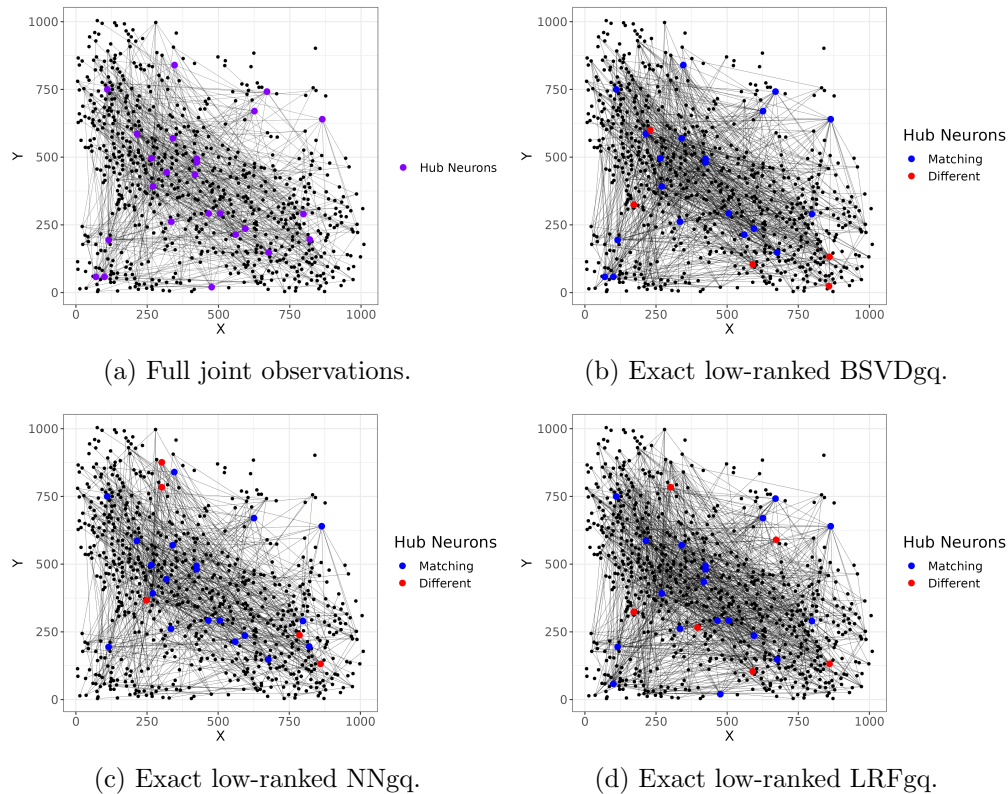 1000
750
500
250
0
Y
0
250
500
750
1000
X
Hub Neurons
(a) Full joint observations.
1000
750
500
250
0
Y
0
250
500
750
1000
X
Hub Neurons
Matching
Different
(b) Exact low-ranked BSVDgq.
1000
750
500
250
0
Y
0
250
500
750
1000
X
Hub Neurons
Matching
Different
(c) Exact low-ranked NNgq.
1000
750
500
250
0
Y
0
250
500
750
1000
X
Hub Neurons
Matching
Different
(d) Exact low-ranked LRFgq.